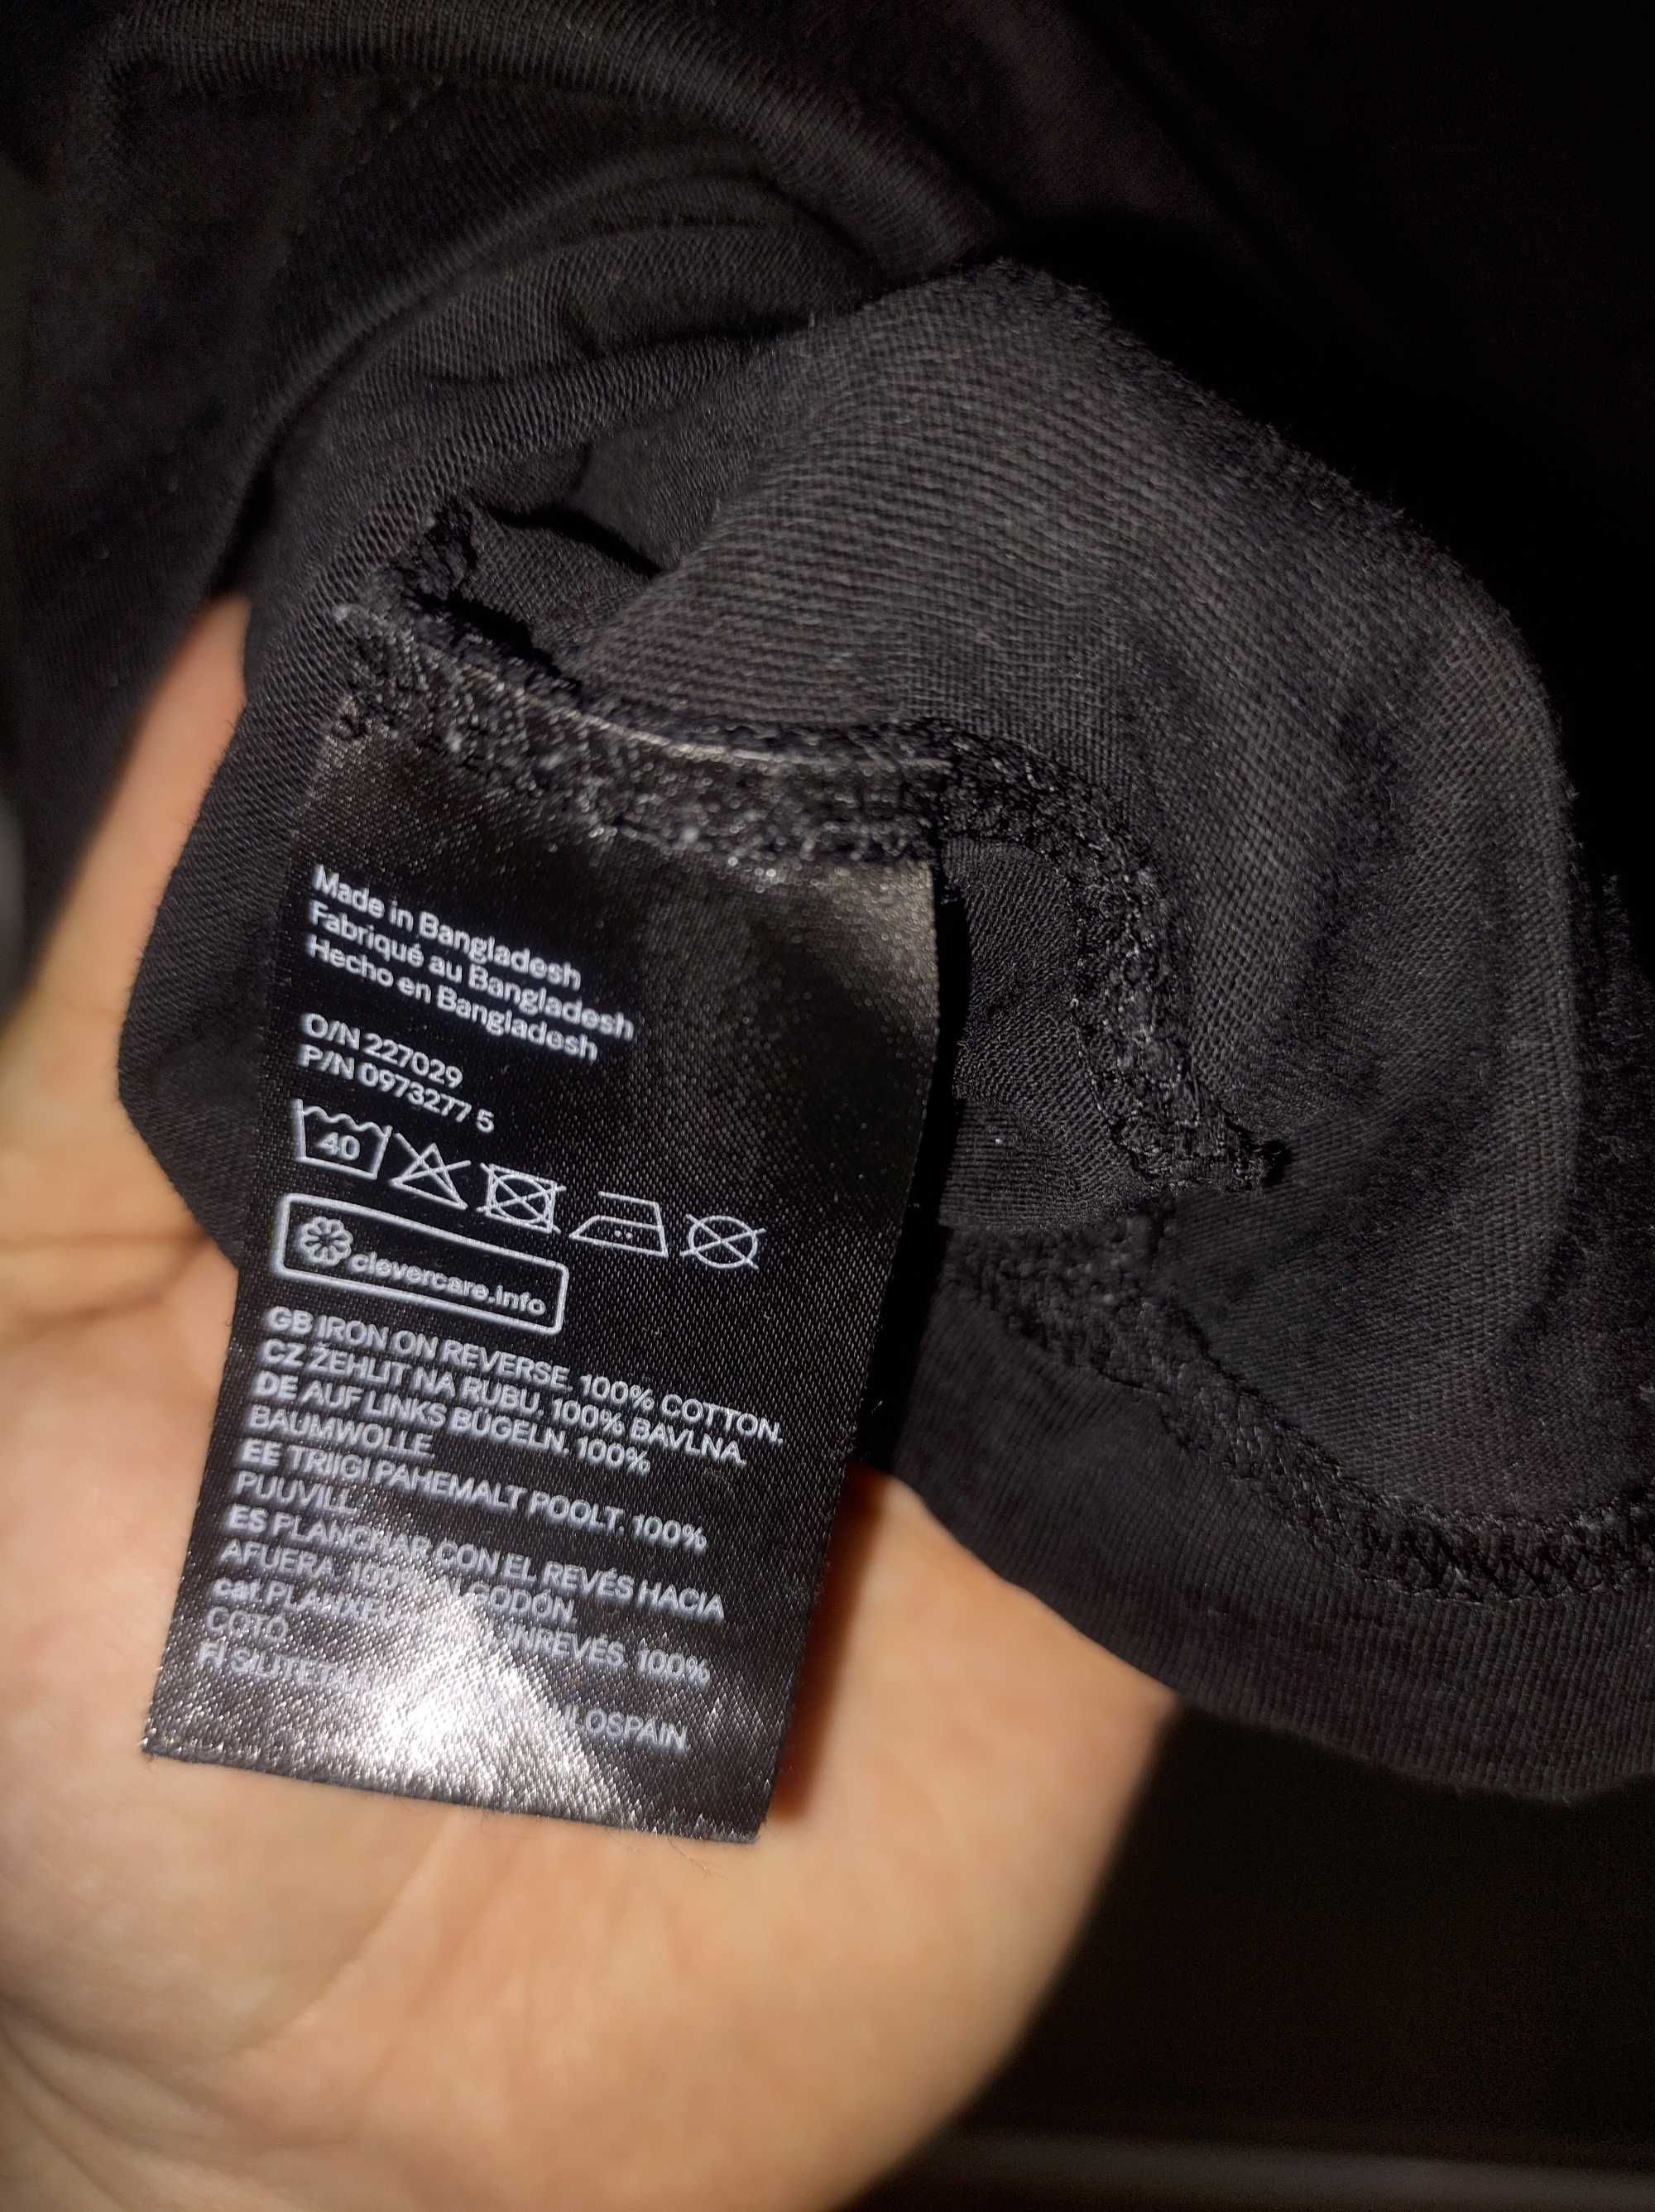 Made in Bangladesh
Fabriqué au Bangladesh
Hecho en Bangladesh
O/N 227029
P/N 0973277 5
40
clevercare.info
GB IRON ON REVERSE. 100% COTTON.
CZ ŽEHLIT NA RUBU. 100% BAVLNA.
DE AUF LINKS BÜGELN. 100%
BAUMWOLLE.
EE TRIIGI PAHEMALT POOLT. 100%
PUUVILL.
ES PLANCHAR CON EL REVÉS HACIA
AFUERA.
cat
COTÓ.
FI